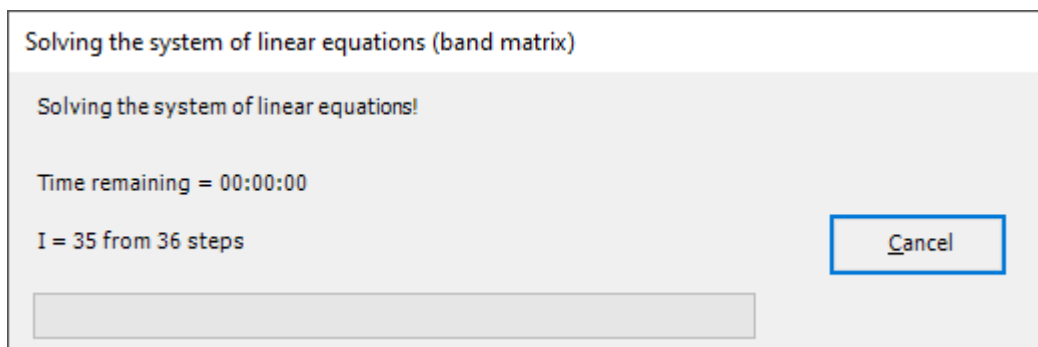 Solving the system of linear equations (band matrix)
Solving the system of linear equations!
Time remaining = 00:00:00
I = 35 from 36 steps
Cancel